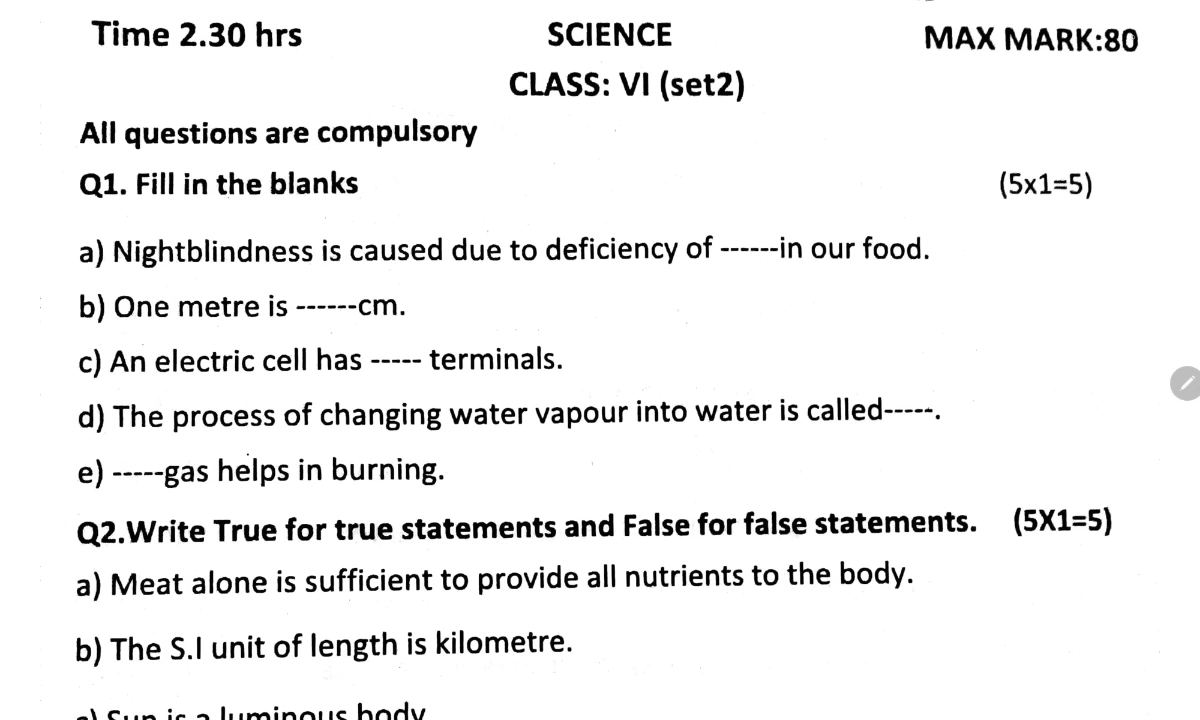 Time 2.30 hrs SCIENCE MAX MARK:80
CLASS: VI (set2)
All questions are compulsory
Q1. Fill in the blanks (5x1=5)
a) Nightblindness is caused due to deficiency of ------in our food.
b) One metre is ------cm.
c) An electric cell has ----- terminals.
d) The process of changing water vapour into water is called-----.
e) -----gas helps in burning.
Q2.Write True for true statements and False for false statements. (5X1=5)
a) Meat alone is sufficient to provide all nutrients to the body.
b) The S.I unit of length is kilometre.
c) Sun is a luminous body